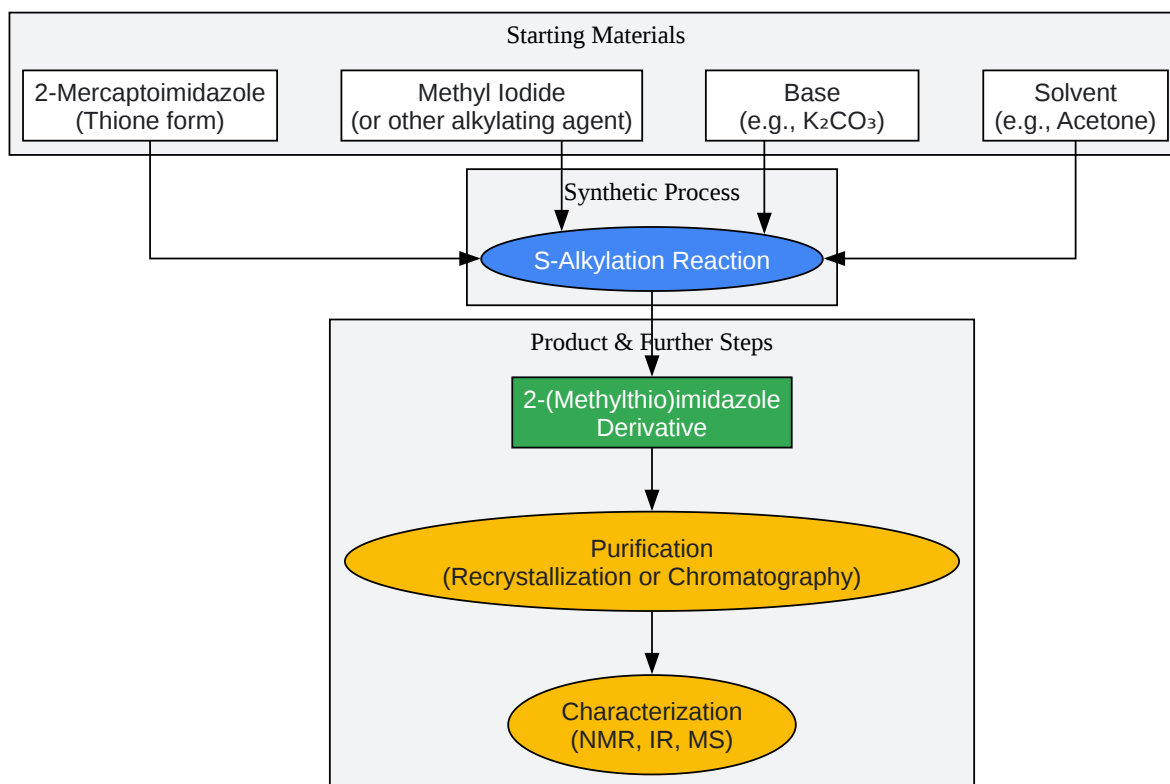 Starting Materials
2-Mercaptoimidazole
(Thione form)
Methyl Iodide
(or other alkylating agent)
Base
(e.g., K₂CO₃)
Solvent
(e.g., Acetone)
Synthetic Process
S-Alkylation Reaction
Product & Further Steps
2-(Methylthio)imidazole
Derivative
Purification
(Recrystallization or Chromatography)
Characterization
(NMR, IR, MS)